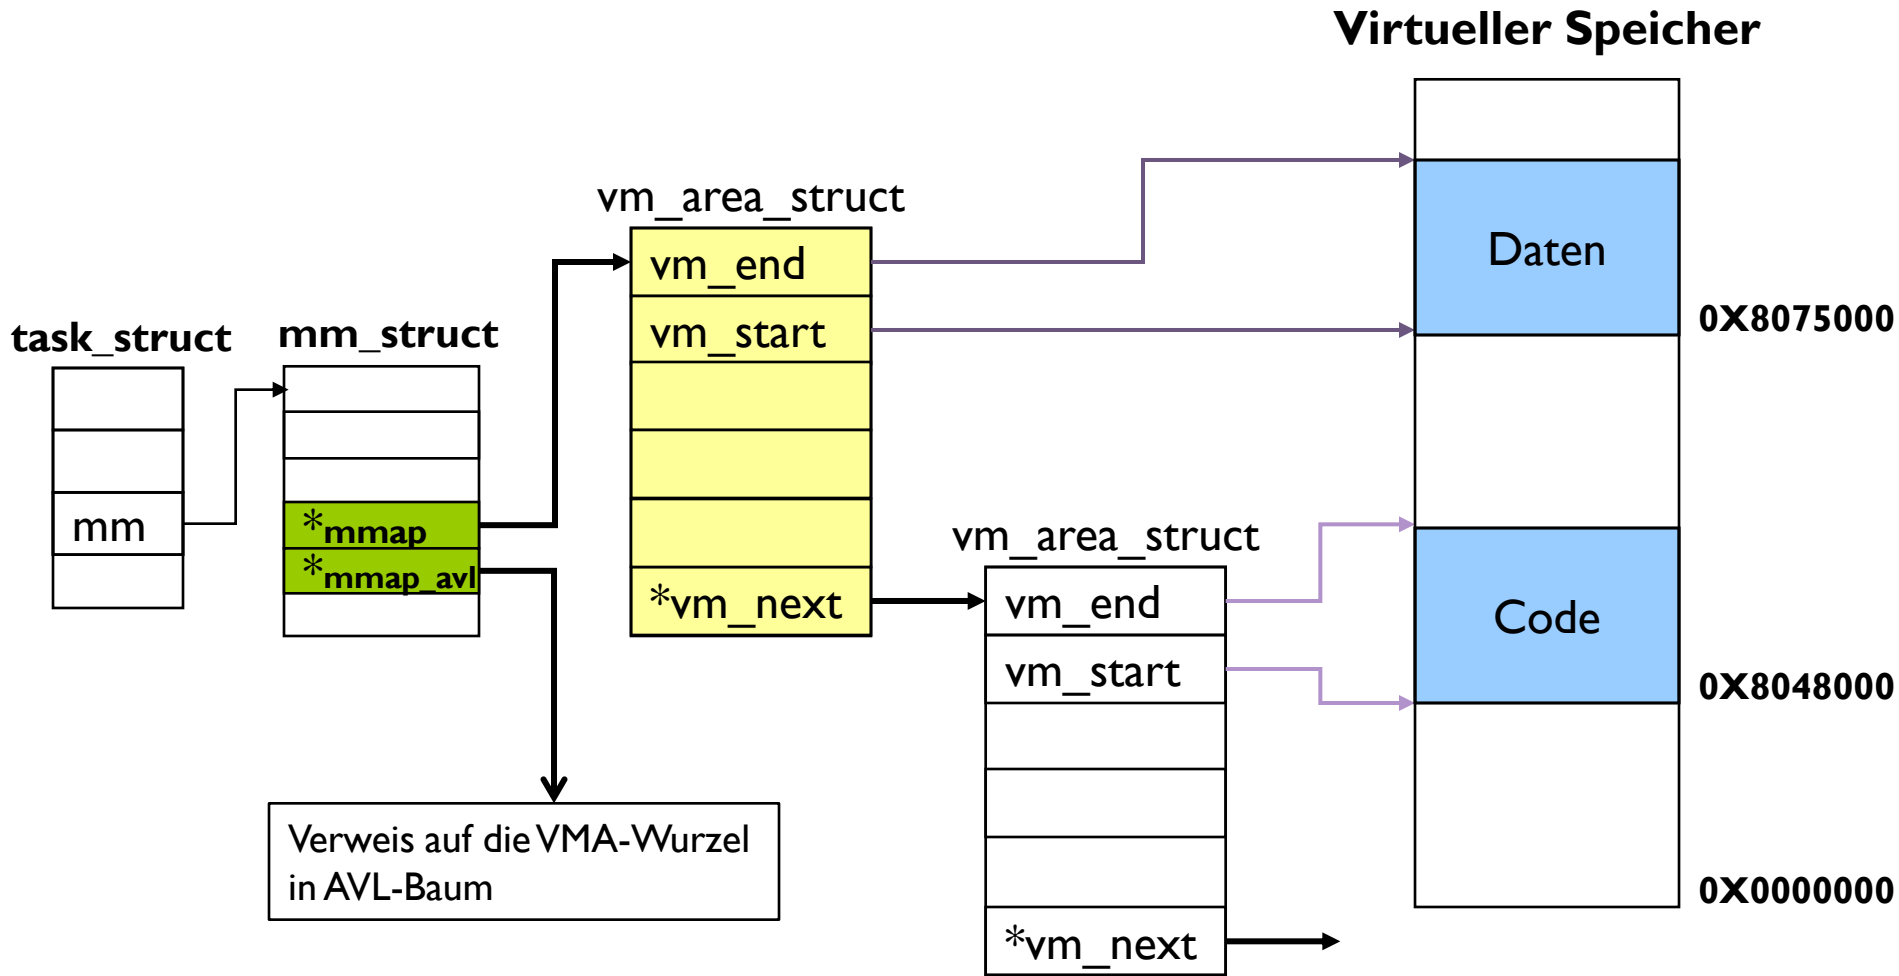 Virtueller Speicher
vm_area_struct
vm_end
Daten
vm_start
0X8075000
task_struct
mm_struct
mm
*mmap
*mmap_avl
vm_area_struct
*vm_next
vm_end
Code
vm_start
0X8048000
Verweis auf die VMA-Wurzel
in AVL-Baum
0X0000000
*vm_next